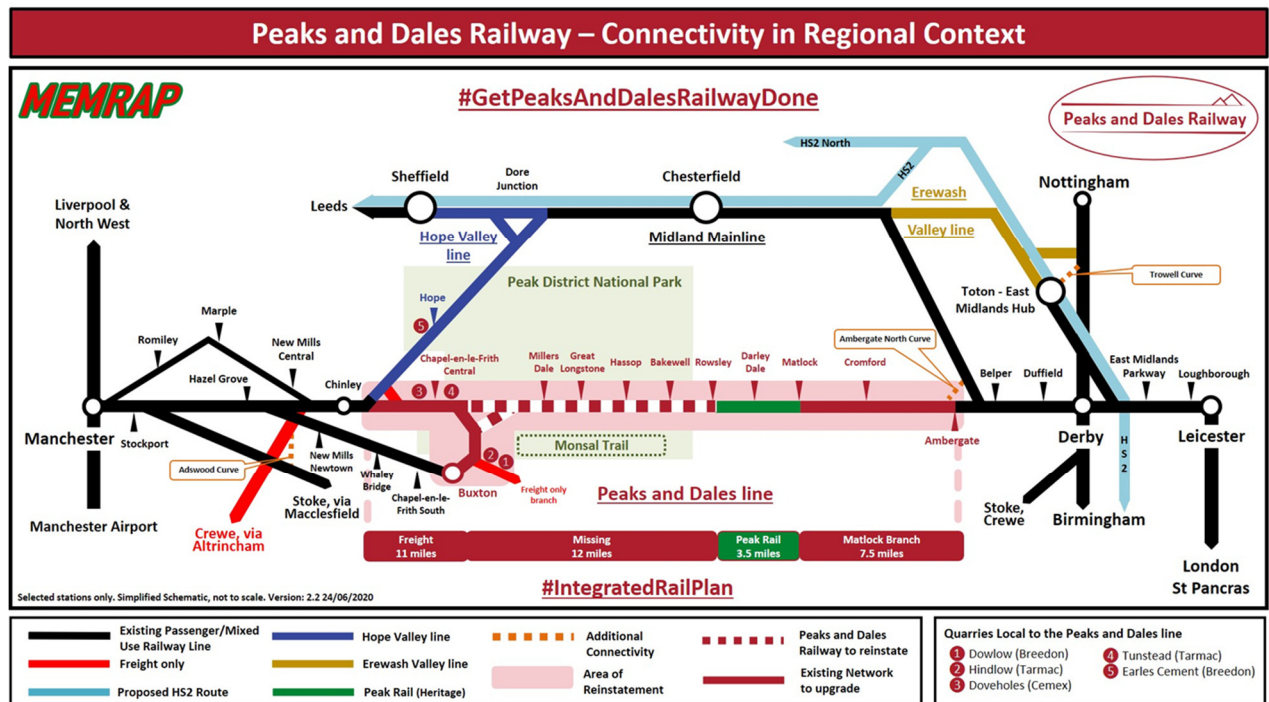 Peaks and Dales Railway – Connectivity in Regional Context
MEMRAP
#GetPeaksAndDalesRailwayDone
Peaks and Dales Railway
HS2 North
HS2
Sheffield
Dore
Junction
Chesterfield
Nottingham
Erewash
Valley line
Leeds
Liverpool &
North West
Hope Valley
line
Midland Mainline
Trowell Curve
Peak District National Park
Toton - East
Midlands Hub
Hope
5
Marple
Romiley
New Mills
Central
Hazel Grove
Chinley
Chapel-en-le-Frith
Central
3
4
Millers
Dale
Great
Longstone
Hassop
Bakewell
Rowsley
Darley
Dale
Matlock
Cromford
Ambergate North Curve
Belper
Duffield
East Midlands
Parkway
Loughborough
Manchester
Stockport
Adswood Curve
New Mills
Newtown
Whaley
Bridge
Chapel-en-le-
Frith South
Buxton
2
1
Freight only
branch
Monsal Trail
Ambergate
Derby
Leicester
H
S
2
Manchester Airport
Crewe, via
Altrincham
Stoke, via
Macclesfield
Peaks and Dales line
Stoke,
Crewe
Birmingham
London
St Pancras
Freight
11 miles
Missing
12 miles
Peak Rail
3.5 miles
Matlock Branch
7.5 miles
#IntegratedRailPlan
Selected stations only. Simplified Schematic, not to scale. Version: 2.2 24/06/2020
Existing Passenger/Mixed
Use Railway Line
Freight only
Proposed HS2 Route
Hope Valley line
Erewash Valley line
Peak Rail (Heritage)
Additional
Connectivity
Area of
Reinstatement
Peaks and Dales
Railway to reinstate
Existing Network
to upgrade
Quarries Local to the Peaks and Dales line
1 Dowlow (Breedon)
2 Hindlow (Tarmac)
3 Doveholes (Cemex)
4 Tunstead (Tarmac)
5 Earles Cement (Breedon)